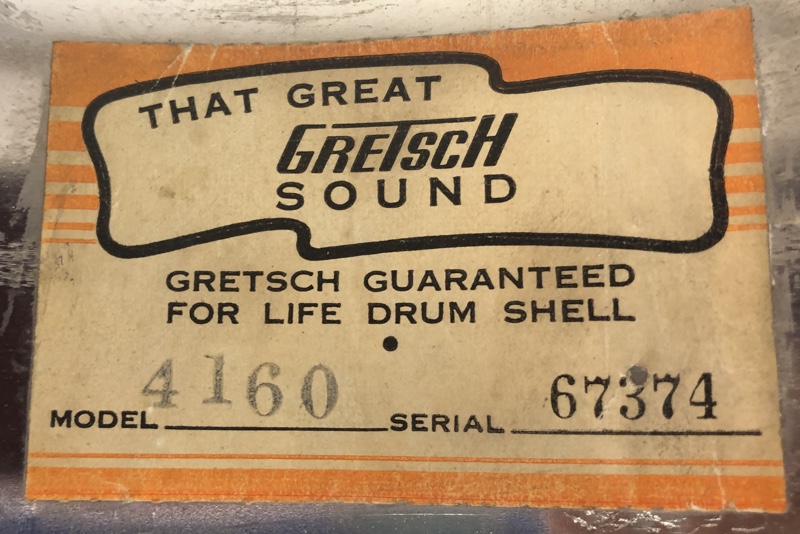 THAT GREAT
GRETSCH
SOUND
GRETSCH GUARANTEED
FOR LIFE DRUM SHELL
MODEL 4160 SERIAL 67374